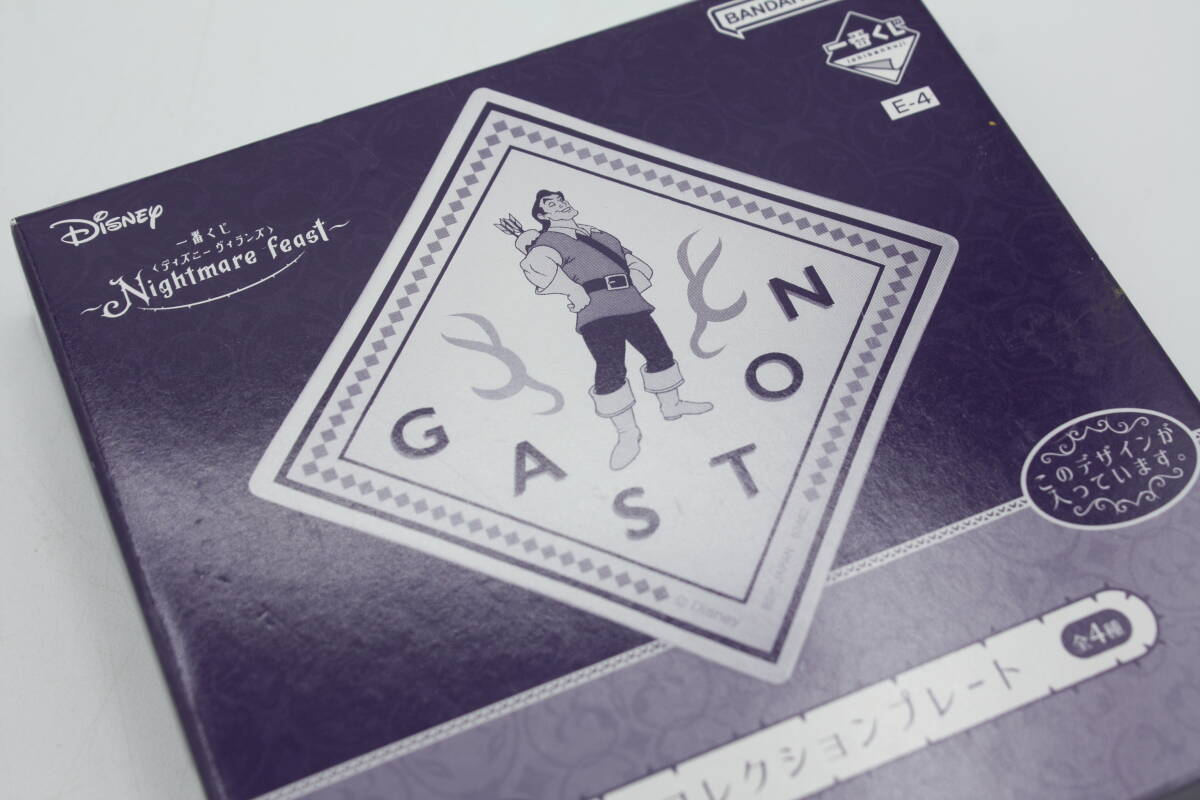 BANDAI
一番くじ
ichibankuji
E-4
Disney
一番くじ
〈ディズニー ヴィランズ〉
~Nightmare feast~
GASTON
© Disney
このデザインが
入っています。
コレクションプレート
全4種